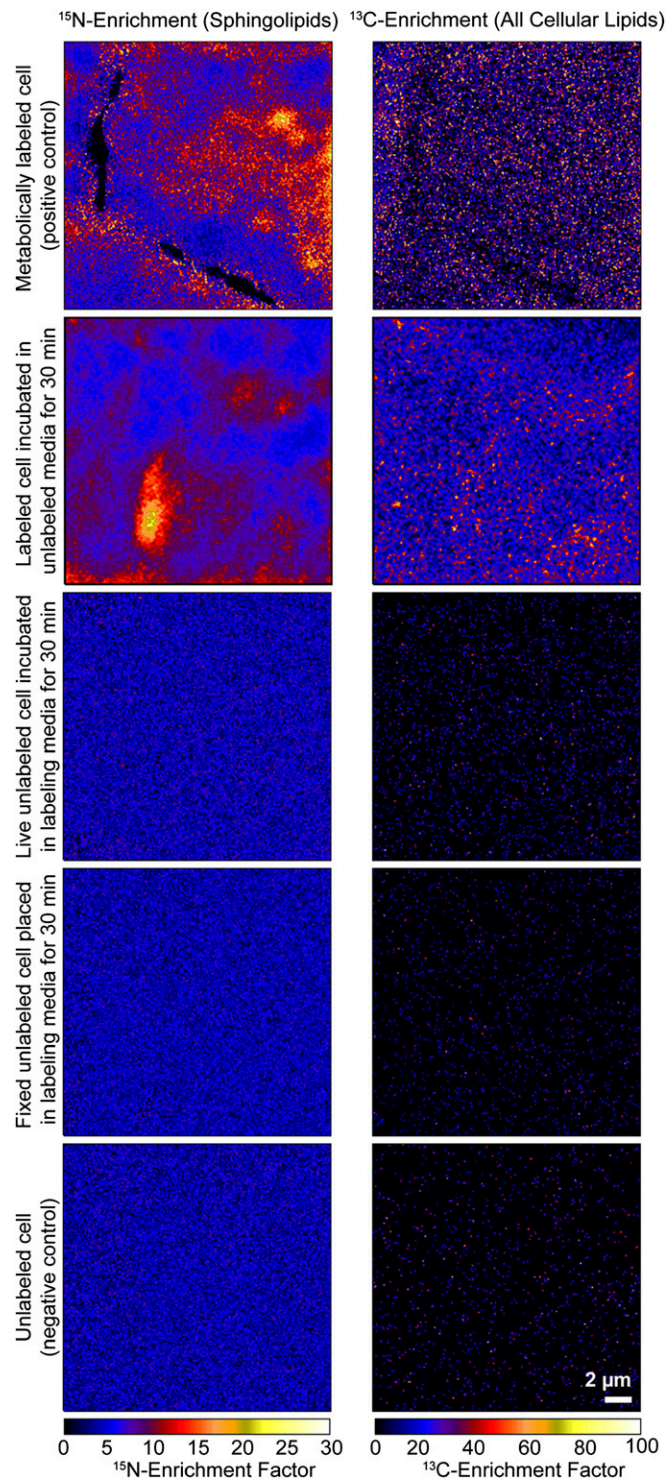 ¹⁵N-Enrichment (Sphingolipids)
¹³C-Enrichment (All Cellular Lipids)
Metabolically labeled cell
(positive control)
Labeled cell incubated in
unlabeled media for 30 min
Live unlabeled cell incubated
in labeling media for 30 min
Fixed unlabeled cell placed
in labeling media for 30 min
Unlabeled cell
(negative control)
2 µm
0 5 10 15 20 25 30
¹⁵N-Enrichment Factor
0 20 40 60 80 100
¹³C-Enrichment Factor